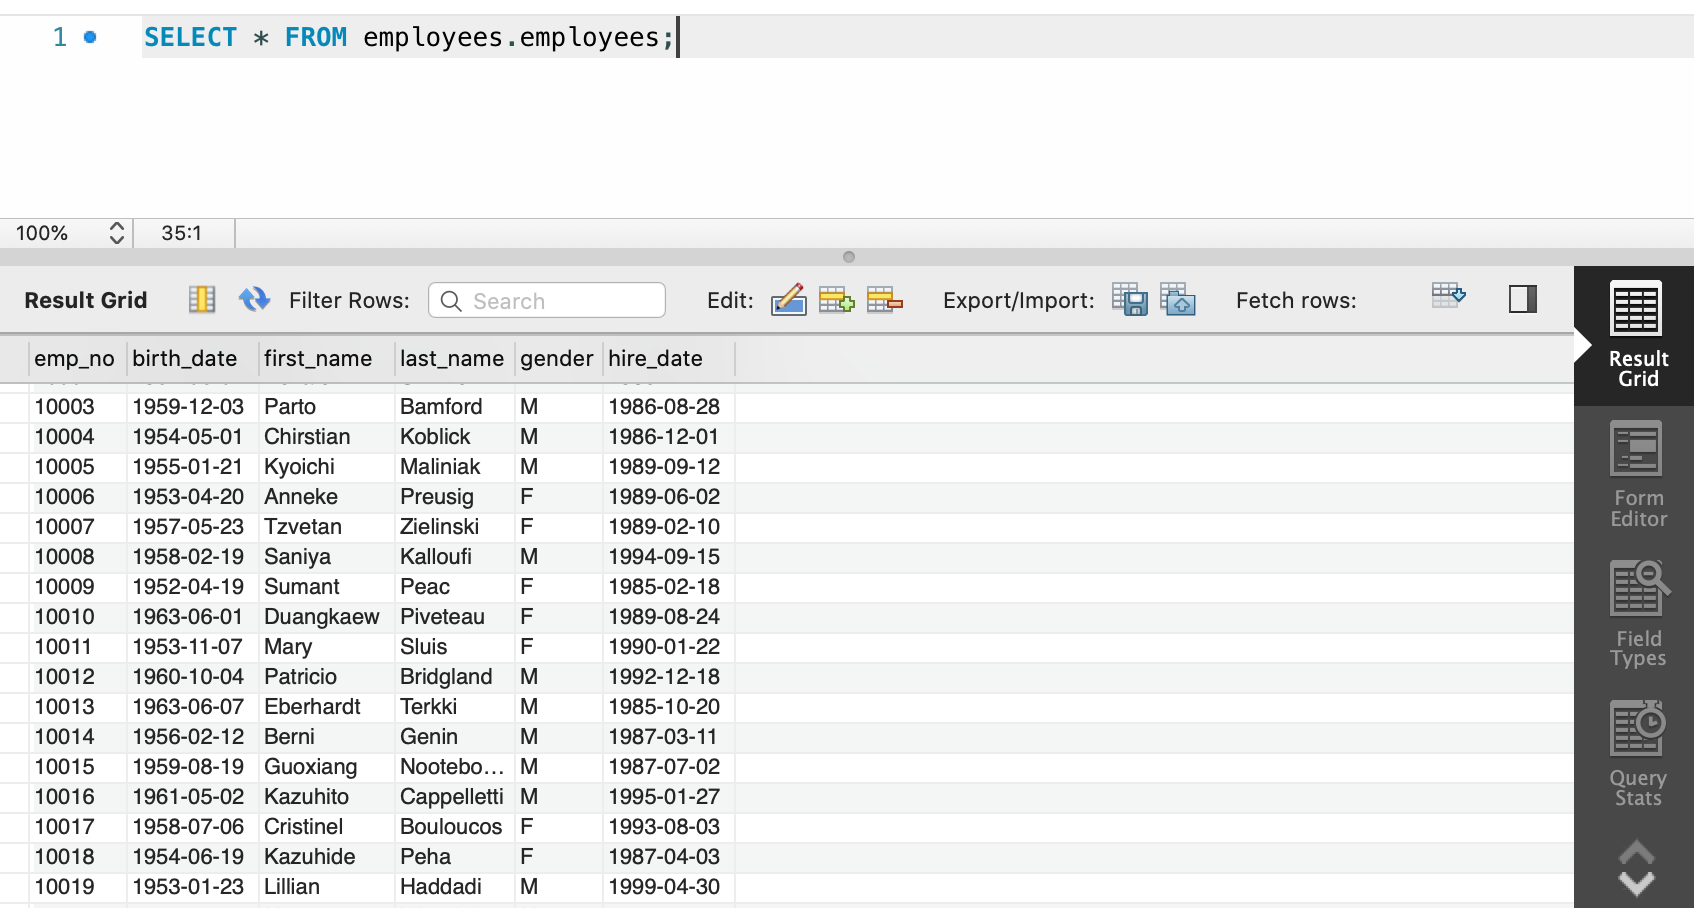 1 SELECT * FROM employees.employees;
100% 35:1
Result Grid Filter Rows: Search Edit: Export/Import: Fetch rows:
emp_no birth_date first_name last_name gender hire_date
10003 1959-12-03 Parto Bamford M 1986-08-28
10004 1954-05-01 Chirstian Koblick M 1986-12-01
10005 1955-01-21 Kyoichi Maliniak M 1989-09-12
10006 1953-04-20 Anneke Preusig F 1989-06-02
10007 1957-05-23 Tzvetan Zielinski F 1989-02-10
10008 1958-02-19 Saniya Kalloufi M 1994-09-15
10009 1952-04-19 Sumant Peac F 1985-02-18
10010 1963-06-01 Duangkaew Piveteau F 1989-08-24
10011 1953-11-07 Mary Sluis F 1990-01-22
10012 1960-10-04 Patricio Bridgland M 1992-12-18
10013 1963-06-07 Eberhardt Terkki M 1985-10-20
10014 1956-02-12 Berni Genin M 1987-03-11
10015 1959-08-19 Guoxiang Nootebo... M 1987-07-02
10016 1961-05-02 Kazuhito Cappelletti M 1995-01-27
10017 1958-07-06 Cristinel Bouloucos F 1993-08-03
10018 1954-06-19 Kazuhide Peha F 1987-04-03
10019 1953-01-23 Lillian Haddadi M 1999-04-30
Result
Grid
Form
Editor
Field
Types
Query
Stats